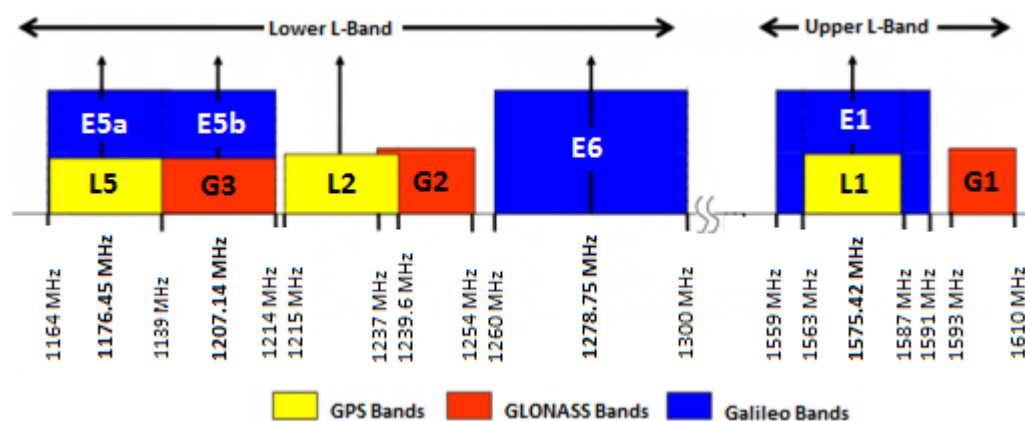 Lower L-Band
Upper L-Band
E5a
E5b
E6
E1
L5
G3
L2
G2
L1
G1
1164 MHz
1176.45 MHz
1139 MHz
1207.14 MHz
1214 MHz
1215 MHz
1237 MHz
1239.6 MHz
1254 MHz
1260 MHz
1278.75 MHz
1300 MHz
1559 MHz
1563 MHz
1575.42 MHz
1587 MHz
1591 MHz
1593 MHz
1610 MHz
GPS Bands
GLONASS Bands
Galileo Bands